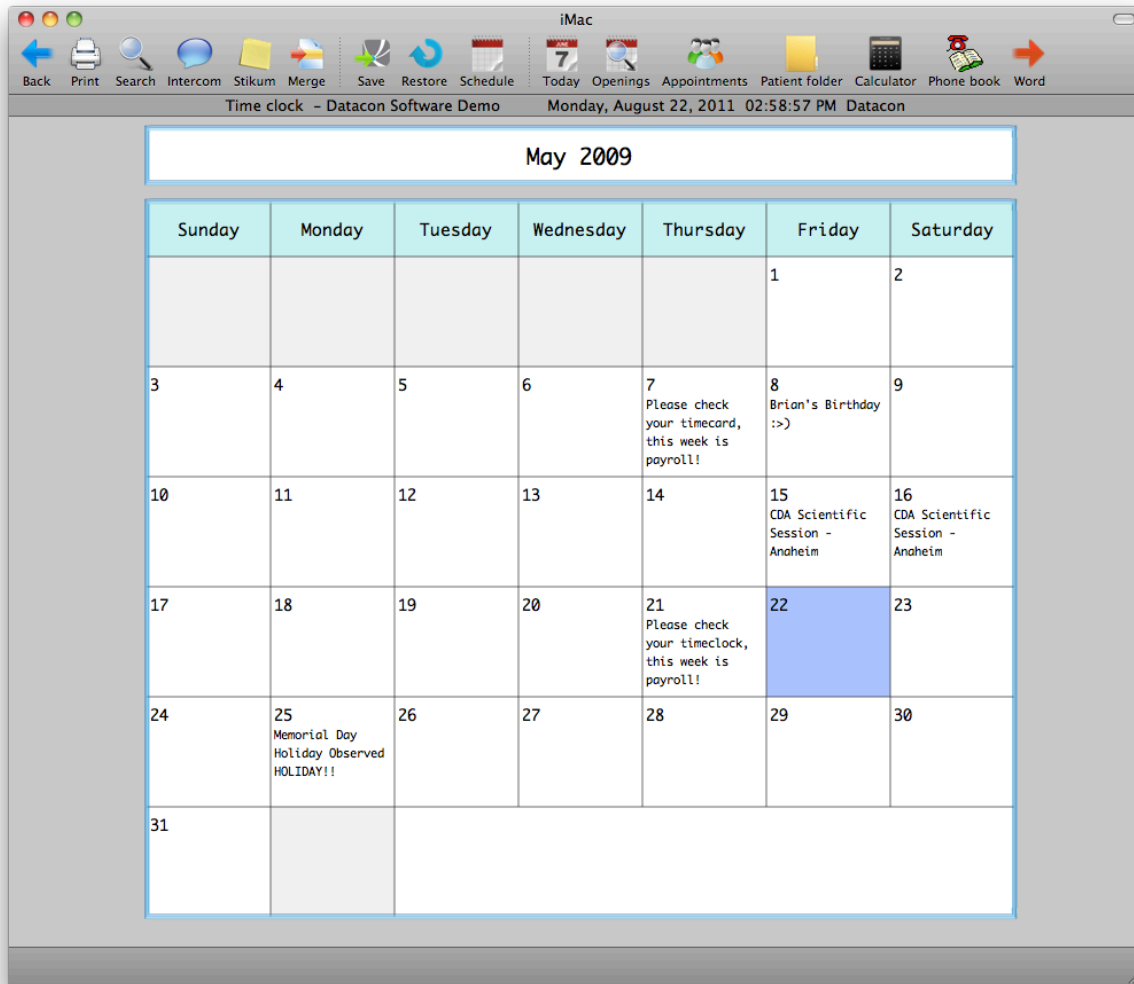 iMac
Back Print Search Intercom Stikum Merge Save Restore Schedule JUNE 7 Today Openings Appointments Patient folder Calculator Phone book Word
Time clock – Datacon Software Demo Monday, August 22, 2011 02:58:57 PM Datacon
May 2009
Sunday Monday Tuesday Wednesday Thursday Friday Saturday
1 2
3 4 5 6 7 8 9
Please check
your timecard,
this week is
payroll!
Brian's Birthday
:>)
10 11 12 13 14 15 16
CDA Scientific
Session -
Anaheim
CDA Scientific
Session -
Anaheim
17 18 19 20 21 22 23
Please check
your timeclock,
this week is
payroll!
24 25 26 27 28 29 30
Memorial Day
Holiday Observed
HOLIDAY!!
31